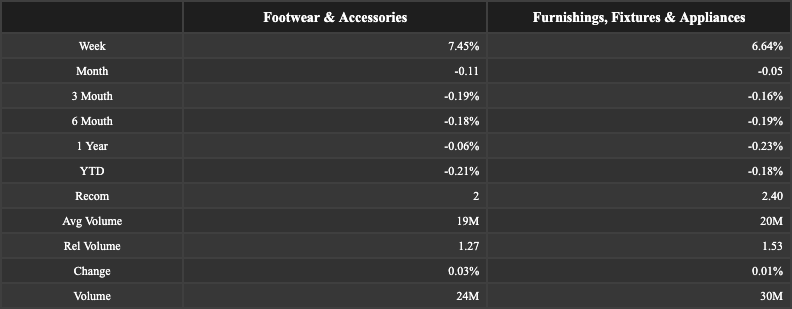 Footwear & Accessories Furnishings, Fixtures & Appliances
Week 7.45% 6.64%
Month -0.11 -0.05
3 Mouth -0.19% -0.16%
6 Mouth -0.18% -0.19%
1 Year -0.06% -0.23%
YTD -0.21% -0.18%
Recom 2 2.40
Avg Volume 19M 20M
Rel Volume 1.27 1.53
Change 0.03% 0.01%
Volume 24M 30M